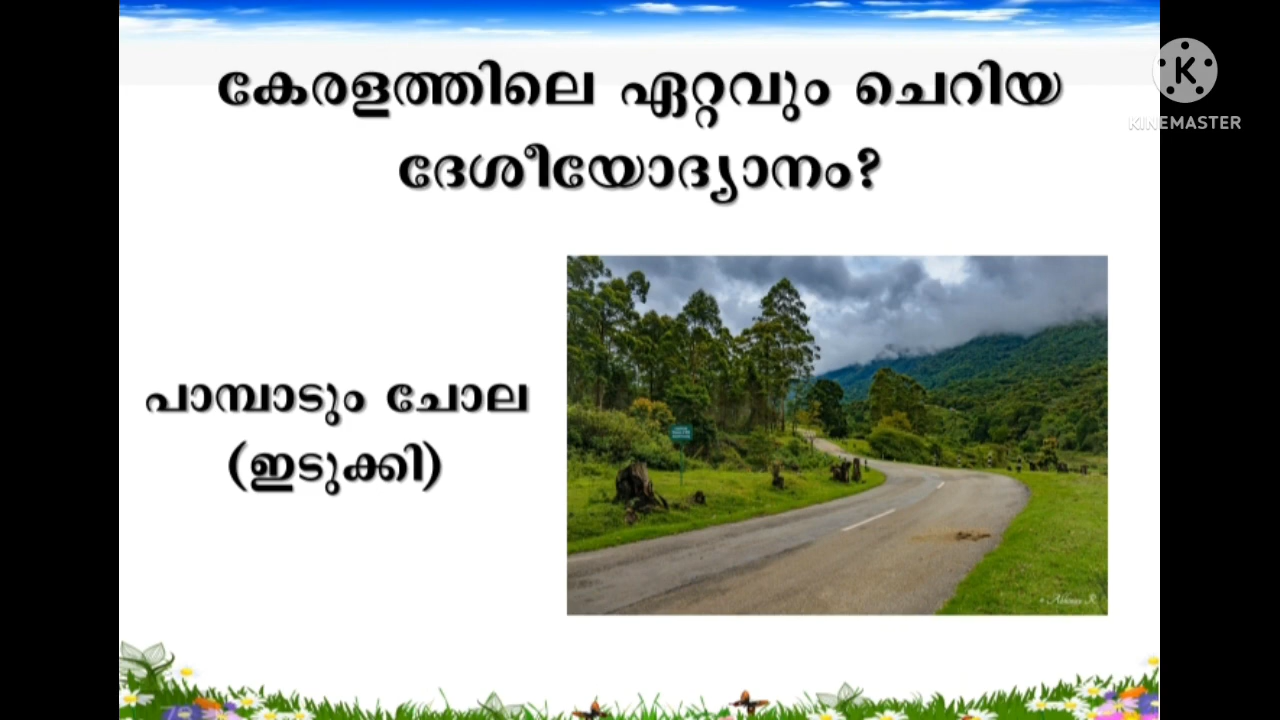 കേരളത്തിലെ ഏറ്റവും ചെറിയ
ദേശീയോദ്യാനം?
പാമ്പാടും ചോല
(ഇടുക്കി)
KINEMASTER